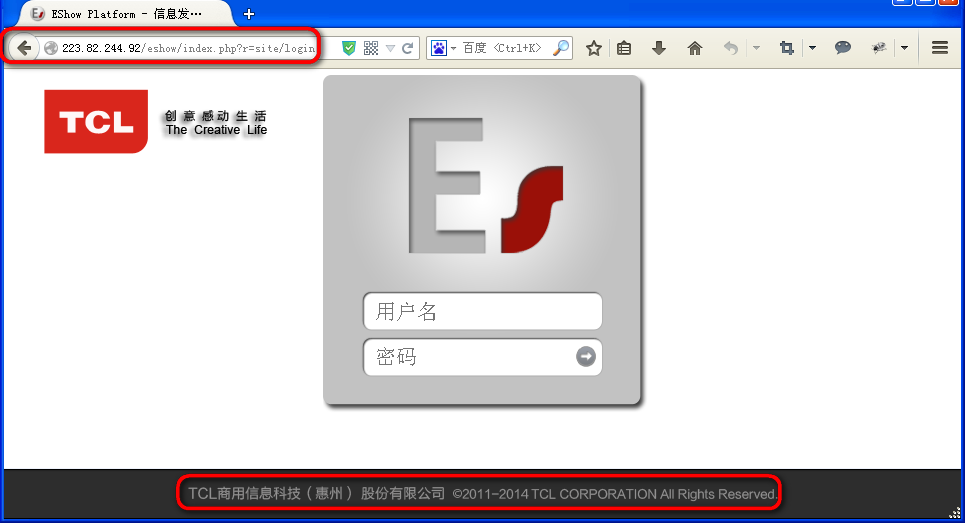 EShow Platform - 信息发…
223.82.244.92/eshow/index.php?r=site/login
百度 <Ctrl+K>
TCL
创意感动生活
The Creative Life
Es
用户名
密码
TCL商用信息科技（惠州）股份有限公司 ©2011-2014 TCL CORPORATION All Rights Reserved.